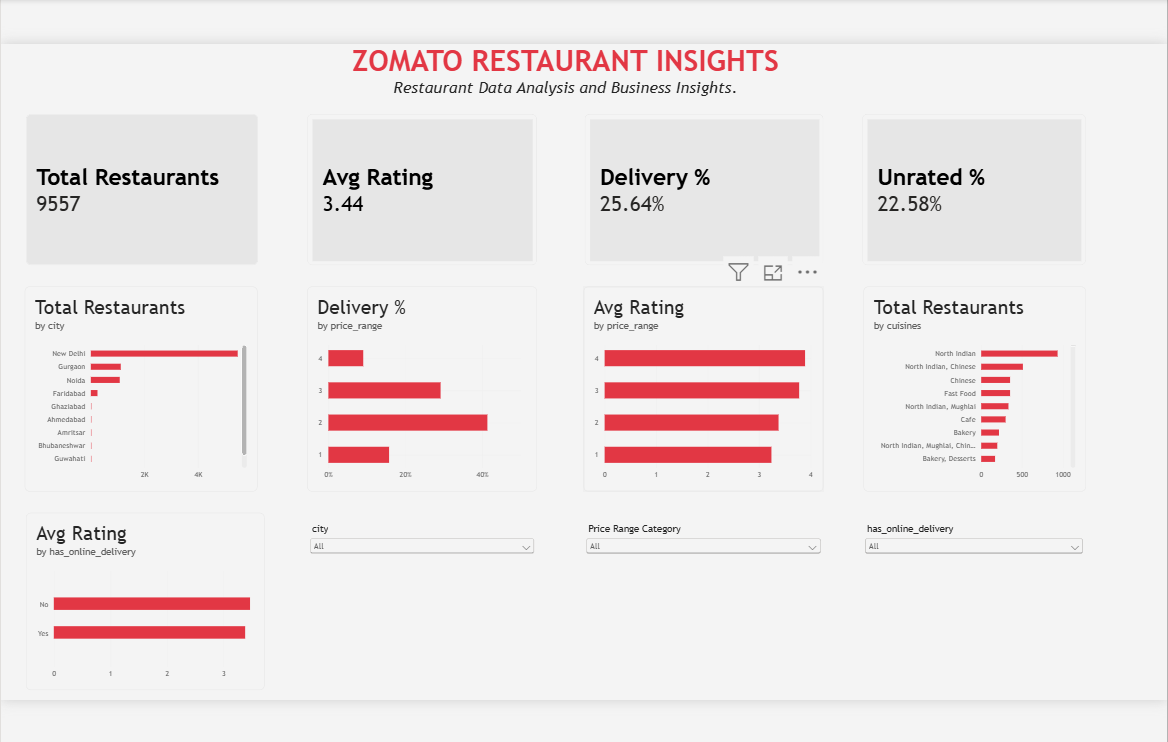 ZOMATO RESTAURANT INSIGHTS
Restaurant Data Analysis and Business Insights.
Total Restaurants
9557
Avg Rating
3.44
Delivery %
25.64%
Unrated %
22.58%
Total Restaurants
by city
New Delhi
Gurgaon
Noida
Faridabad
Ghaziabad
Ahmedabad
Amritsar
Bhubaneshwar
Guwahati
2K 4K
Delivery %
by price_range
4
3
2
1
0% 20% 40%
Avg Rating
by price_range
4
3
2
1
0 1 2 3 4
Total Restaurants
by cuisines
North Indian
North Indian, Chinese
Chinese
Fast Food
North Indian, Mughlai
Cafe
Bakery
North Indian, Mughlai, Chin...
Bakery, Desserts
0 500 1000
Avg Rating
by has_online_delivery
No
Yes
0 1 2 3
city
All
Price Range Category
All
has_online_delivery
All